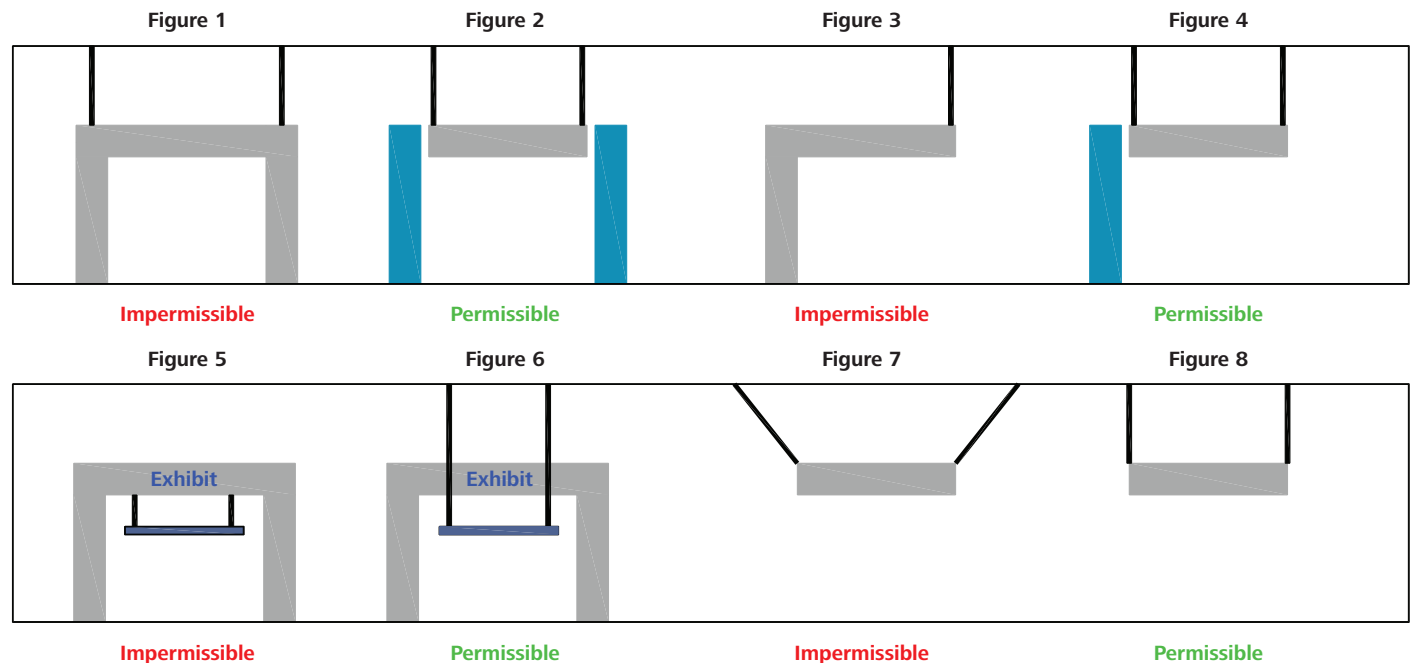 Figure 1 Figure 2 Figure 3 Figure 4
Impermissible Permissible Impermissible Permissible
Figure 5 Figure 6 Figure 7 Figure 8
Exhibit Exhibit
Impermissible Permissible Impermissible Permissible